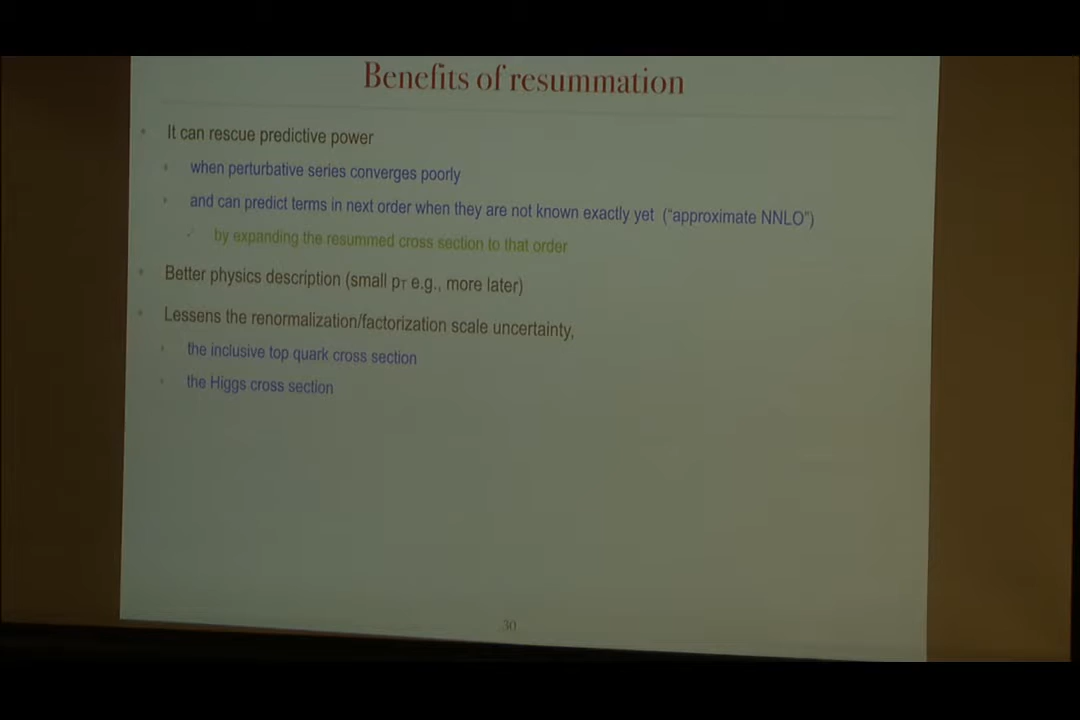 Benefits of resummation
It can rescue predictive power
when perturbative series converges poorly
and can predict terms in next order when they are not known exactly yet ("approximate NNLO")
by expanding the resummed cross section to that order
Better physics description (small pT e.g., more later)
Lessens the renormalization/factorization scale uncertainty,
the inclusive top quark cross section
the Higgs cross section
30